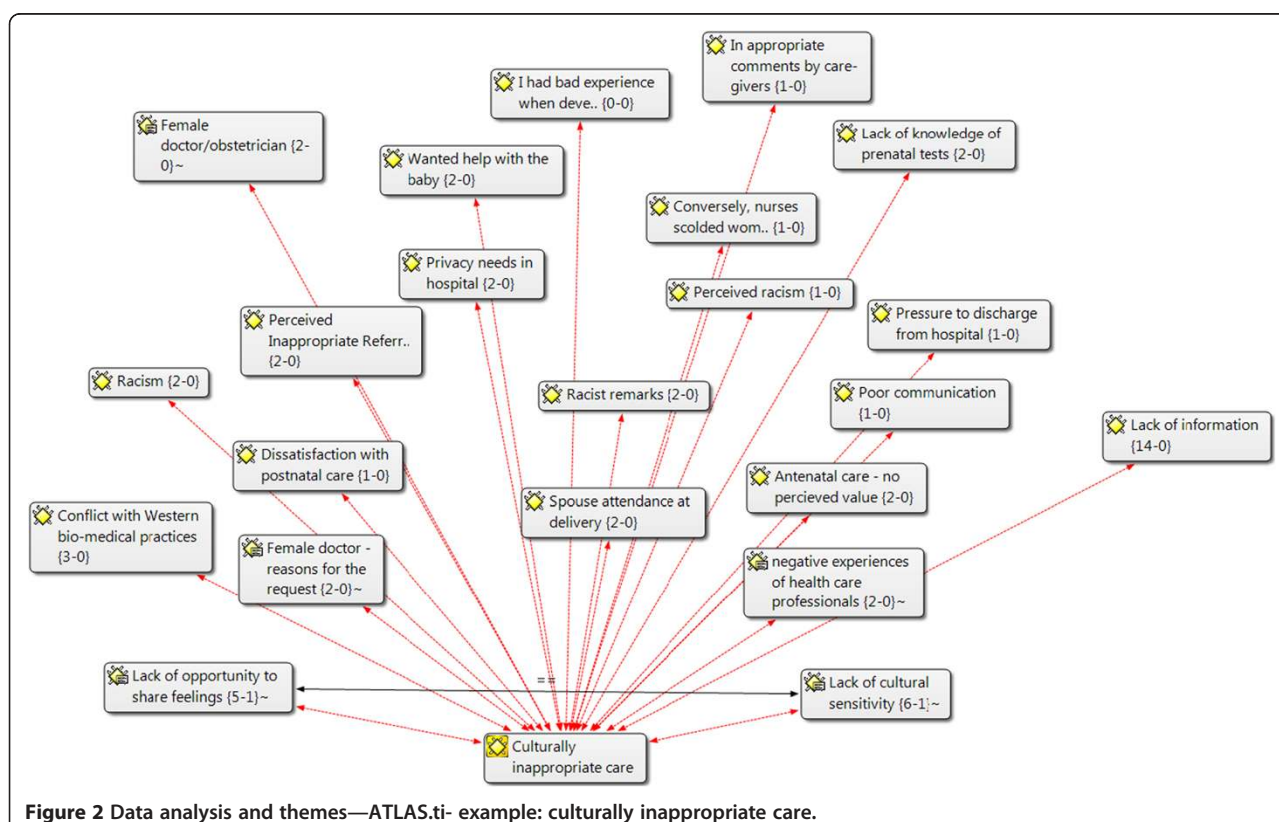 In appropriate
comments by care-
givers {1-0}
I had bad experience
when deve.. {0-0}
Female
doctor/obstetrician {2-
0}~
Lack of knowledge of
prenatal tests {2-0}
Wanted help with the
baby {2-0}
Conversely, nurses
scolded wom.. {1-0}
Privacy needs in
hospital {2-0}
Perceived racism {1-0}
Pressure to discharge
from hospital {1-0}
Perceived
Inappropriate Referr..
{2-0}
Racism {2-0}
Racist remarks {2-0}
Poor communication
{1-0}
Lack of information
{14-0}
Dissatisfaction with
postnatal care {1-0}
Antenatal care - no
percieved value {2-0}
Spouse attendance at
delivery {2-0}
Conflict with Western
bio-medical practices
{3-0}
Female doctor -
reasons for the
request {2-0}~
negative experiences
of health care
professionals {2-0}~
Lack of opportunity to
share feelings {5-1}~
==
Lack of cultural
sensitivity {6-1}~
Culturally
inappropriate care
Figure 2 Data analysis and themes—ATLAS.ti- example: culturally inappropriate care.